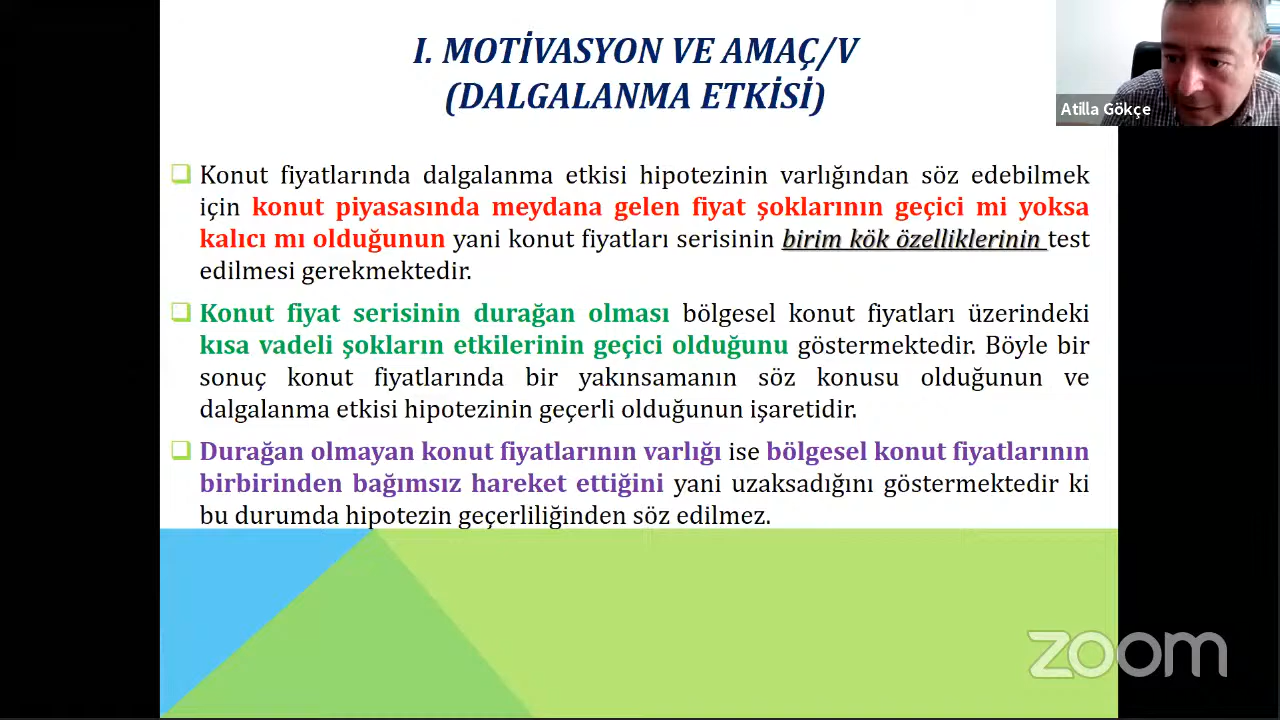 I. MOTİVASYON VE AMAÇ/V
(DALGALANMA ETKİSİ)
Atilla Gökçe
Konut fiyatlarında dalgalanma etkisi hipotezinin varlığından söz edebilmek
için konut piyasasında meydana gelen fiyat şoklarının geçici mi yoksa
kalıcı mı olduğunun yani konut fiyatları serisinin birim kök özelliklerinin test
edilmesi gerekmektedir.
Konut fiyat serisinin durağan olması bölgesel konut fiyatları üzerindeki
kısa vadeli şokların etkilerinin geçici olduğunu göstermektedir. Böyle bir
sonuç konut fiyatlarında bir yakınsamanın söz konusu olduğunun ve
dalgalanma etkisi hipotezinin geçerli olduğunun işaretidir.
Durağan olmayan konut fiyatlarının varlığı ise bölgesel konut fiyatlarının
birbirinden bağımsız hareket ettiğini yani uzaksadığını göstermektedir ki
bu durumda hipotezin geçerliliğinden söz edilmez.
zoom